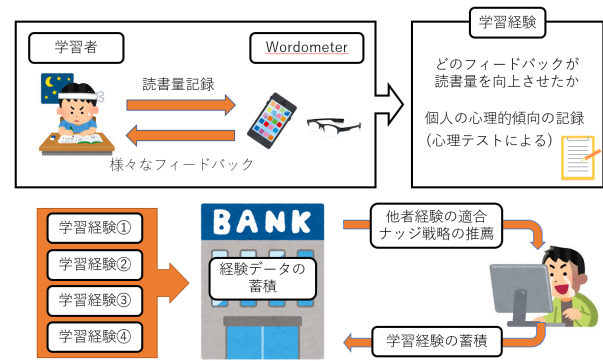 学習者
Wordometer
読書量記録
様々なフィードバック
学習経験
どのフィードバックが
読書量を向上させたか
個人の心理的傾向の記録
(心理テストによる)
学習経験①
学習経験②
学習経験③
学習経験④
BANK
経験データの
蓄積
他者経験の適合
ナッジ戦略の推薦
学習経験の蓄積